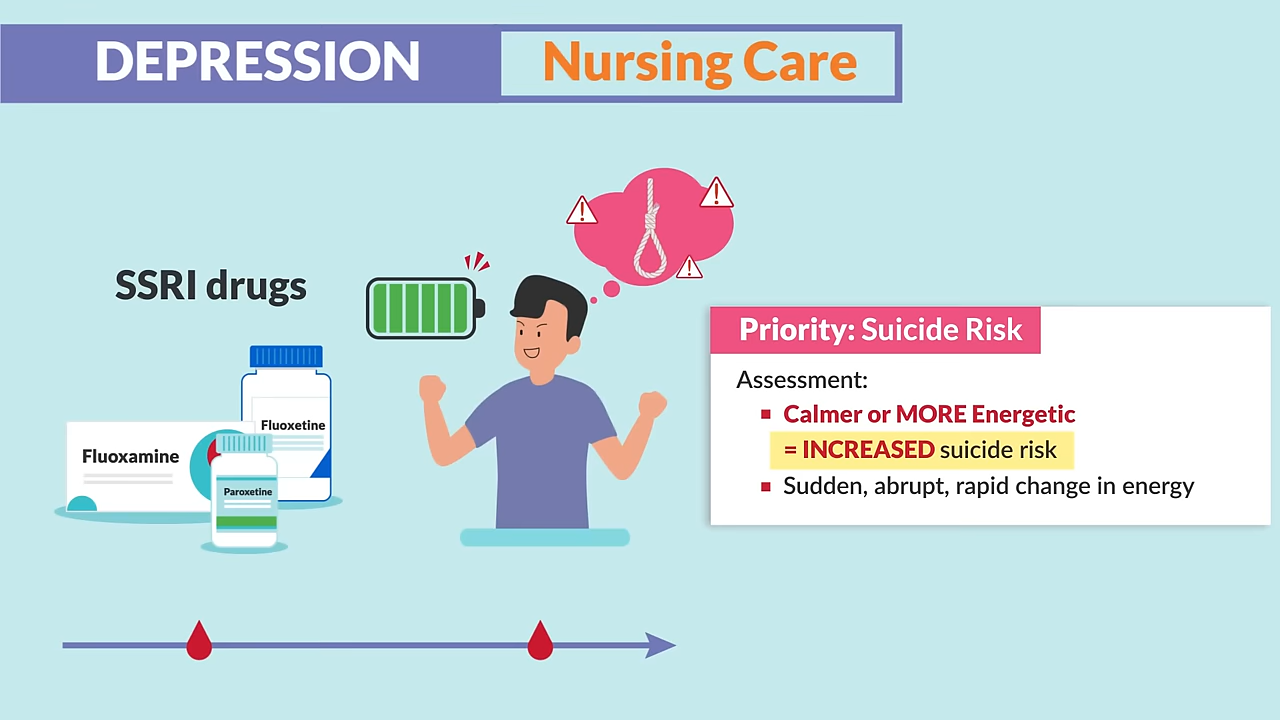 DEPRESSION
Nursing Care
SSRI drugs
Fluoxetine
Fluoxamine
Paroxetine
Priority: Suicide Risk
Assessment:
▪ Calmer or MORE Energetic
= INCREASED suicide risk
▪ Sudden, abrupt, rapid change in energy